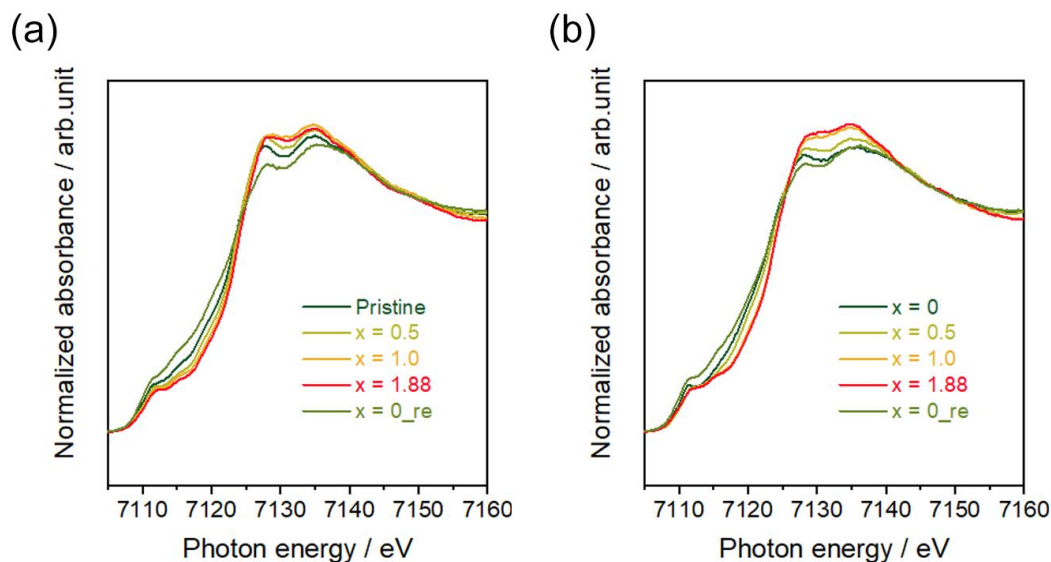 (a)
Normalized absorbance / arb.unit
Pristine
x = 0.5
x = 1.0
x = 1.88
x = 0_re
7110 7120 7130 7140 7150 7160
Photon energy / eV
(b)
Normalized absorbance / arb.unit
x = 0
x = 0.5
x = 1.0
x = 1.88
x = 0_re
7110 7120 7130 7140 7150 7160
Photon energy / eV